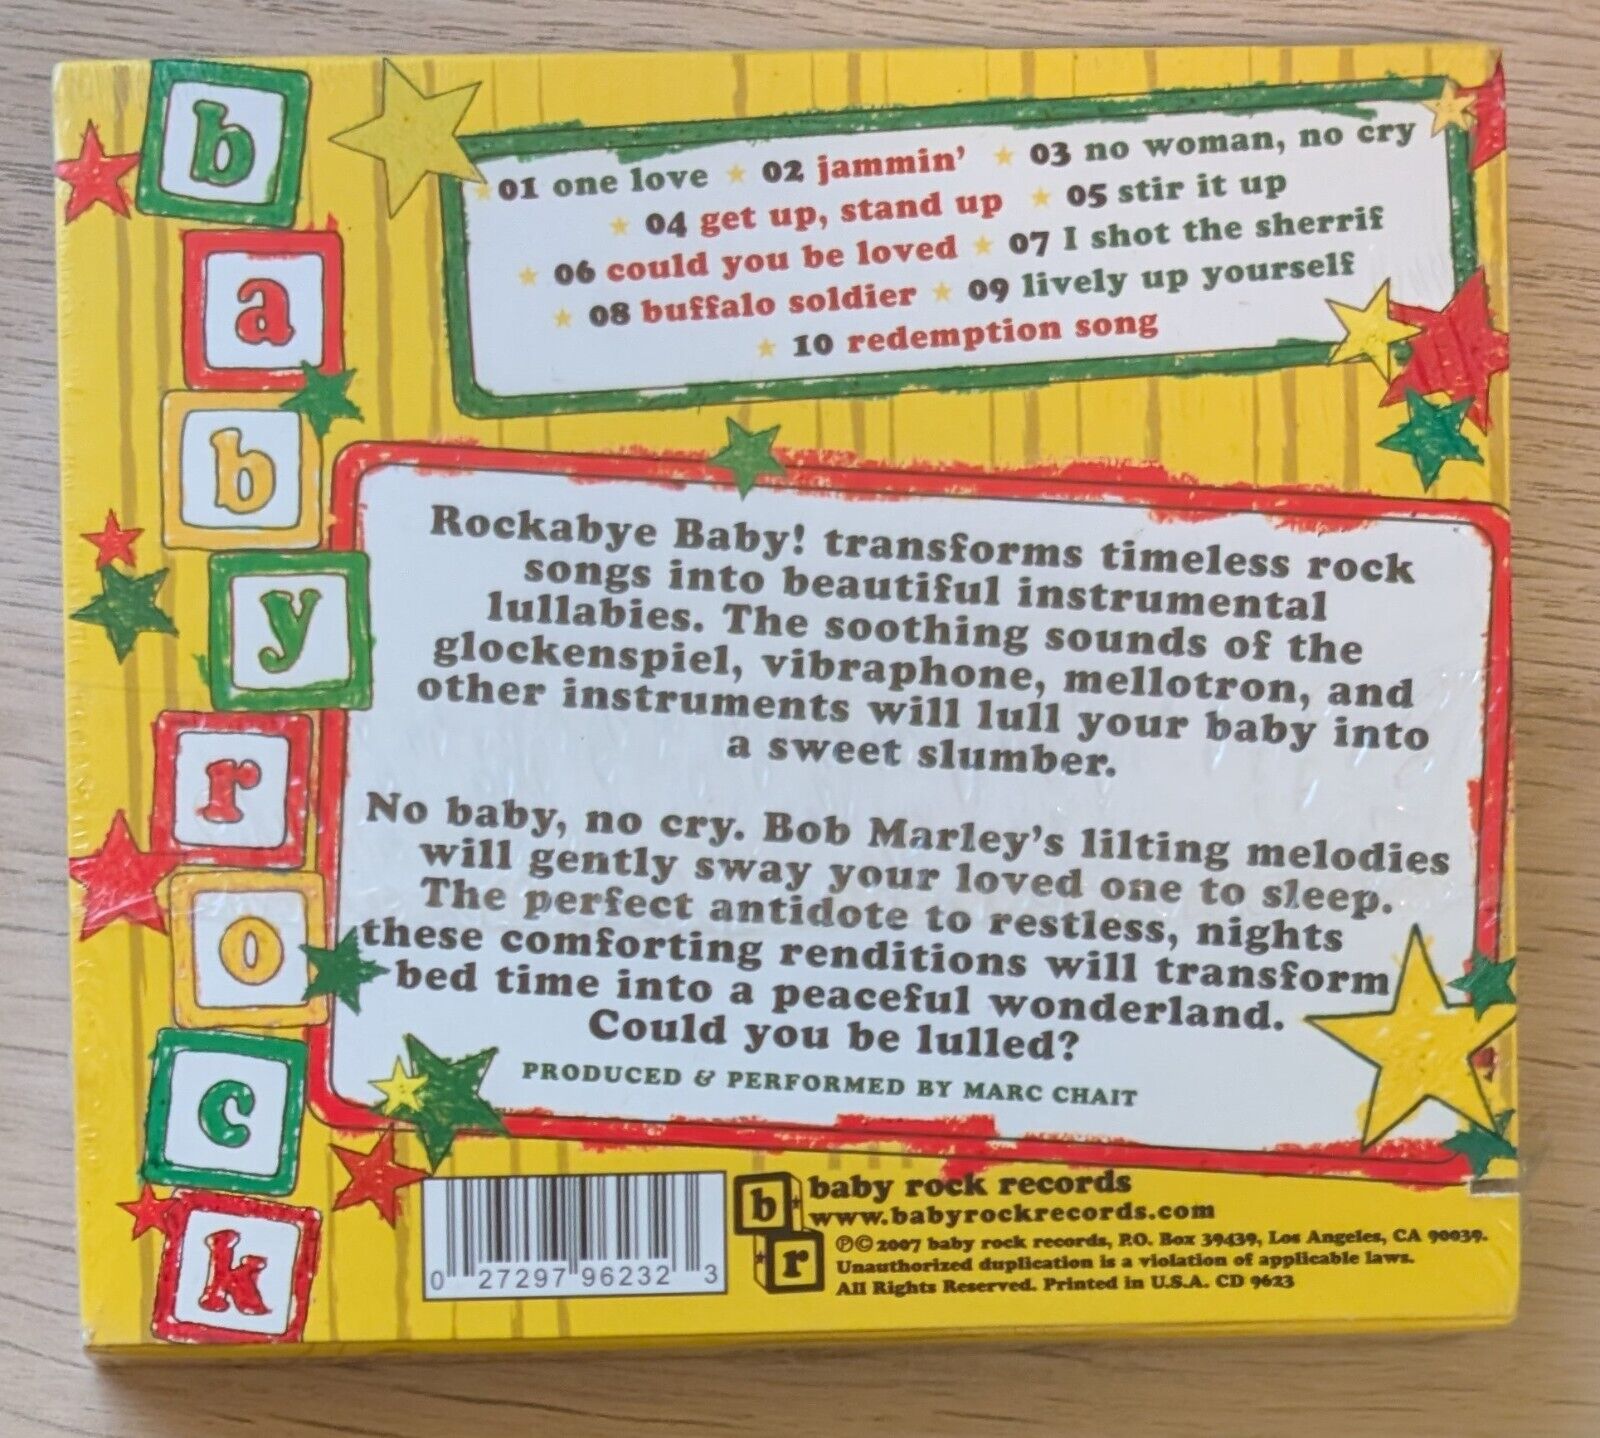 b
a
b
y
r
o
c
k
01 one love 02 jammin' 03 no woman, no cry
04 get up, stand up 05 stir it up
06 could you be loved 07 I shot the sherrif
08 buffalo soldier 09 lively up yourself
10 redemption song
Rockabye Baby! transforms timeless rock
songs into beautiful instrumental
lullabies. The soothing sounds of the
glockenspiel, vibraphone, mellotron, and
other instruments will lull your baby into
a sweet slumber.
No baby, no cry. Bob Marley's lilting melodies
will gently sway your loved one to sleep.
The perfect antidote to restless, nights
these comforting renditions will transform
bed time into a peaceful wonderland.
Could you be lulled?
PRODUCED & PERFORMED BY MARC CHAIT
0 27297 96232 3
b
r
baby rock records
www.babyrockrecords.com
℗© 2007 baby rock records, P.O. Box 39439, Los Angeles, CA 90039.
Unauthorized duplication is a violation of applicable laws.
All Rights Reserved. Printed in U.S.A. CD 9623